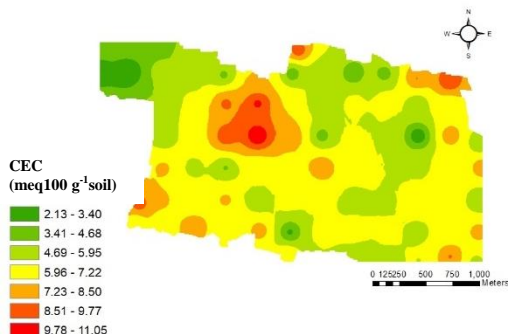 N
W E
S
CEC
(meq100 g-1soil)
2.13 - 3.40
3.41 - 4.68
4.69 - 5.95
5.96 - 7.22
7.23 - 8.50
8.51 - 9.77
9.78 - 11.05
0 125250 500 750 1,000
Meters